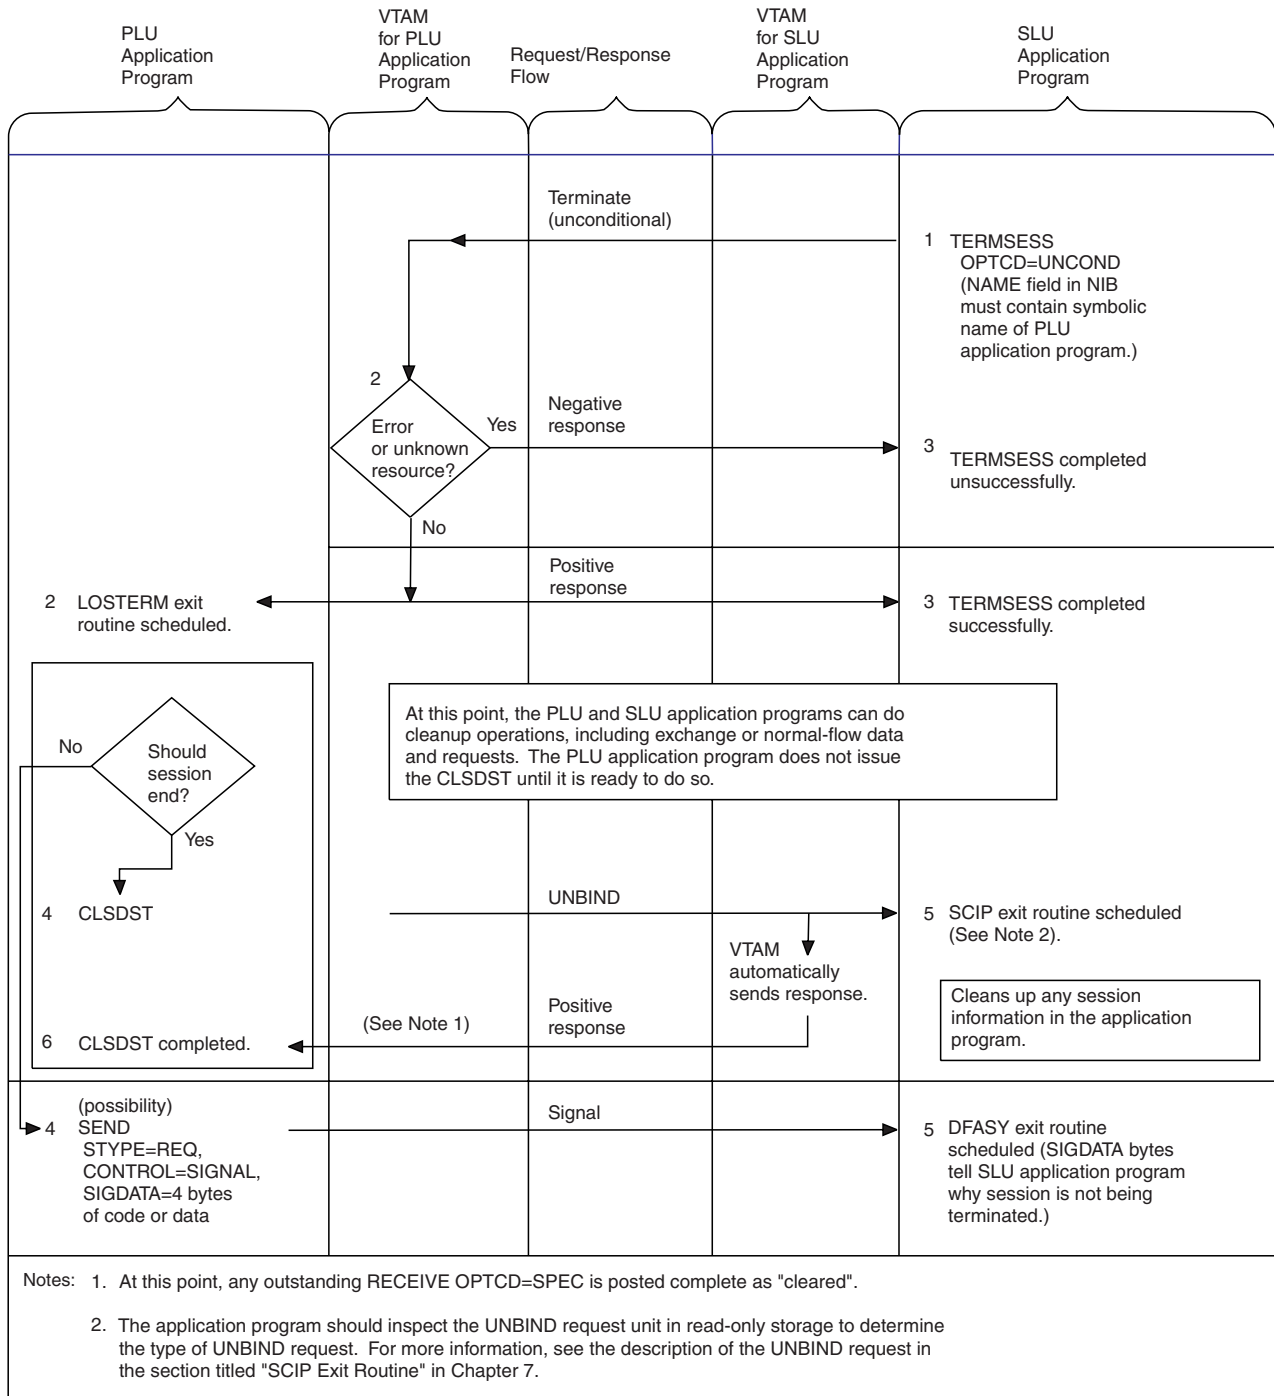 PLU
Application
Program
VTAM
for PLU
Application
Program
Request/Response
Flow
VTAM
for SLU
Application
Program
SLU
Application
Program
Terminate
(unconditional)
1 TERMSESS
OPTCD=UNCOND
(NAME field in NIB
must contain symbolic
name of PLU
application program.)
2
Error
or unknown
resource?
Yes
Negative
response
3 TERMSESS completed
unsuccessfully.
No
Positive
response
2 LOSTERM exit
routine scheduled.
3 TERMSESS completed
successfully.
At this point, the PLU and SLU application programs can do
cleanup operations, including exchange or normal-flow data
and requests. The PLU application program does not issue
the CLSDST until it is ready to do so.
No
Should
session
end?
Yes
4 CLSDST
UNBIND
5 SCIP exit routine scheduled
(See Note 2).
VTAM
automatically
sends response.
Cleans up any session
information in the application
program.
(See Note 1)
Positive
response
6 CLSDST completed.
(possibility)
4 SEND
STYPE=REQ,
CONTROL=SIGNAL,
SIGDATA=4 bytes
of code or data
Signal
5 DFASY exit routine
scheduled (SIGDATA bytes
tell SLU application program
why session is not being
terminated.)
Notes: 1. At this point, any outstanding RECEIVE OPTCD=SPEC is posted complete as "cleared".
2. The application program should inspect the UNBIND request unit in read-only storage to determine
the type of UNBIND request. For more information, see the description of the UNBIND request in
the section titled "SCIP Exit Routine" in Chapter 7.